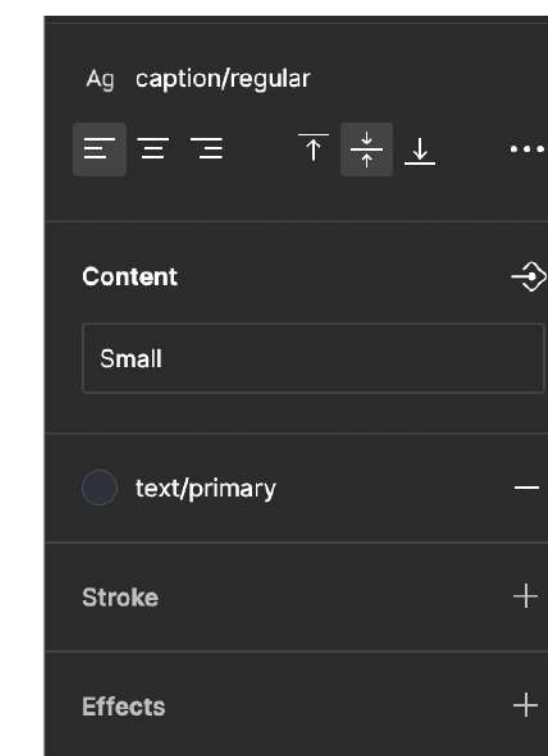 Ag caption/regular
Content
Small
text/primary
Stroke
Effects